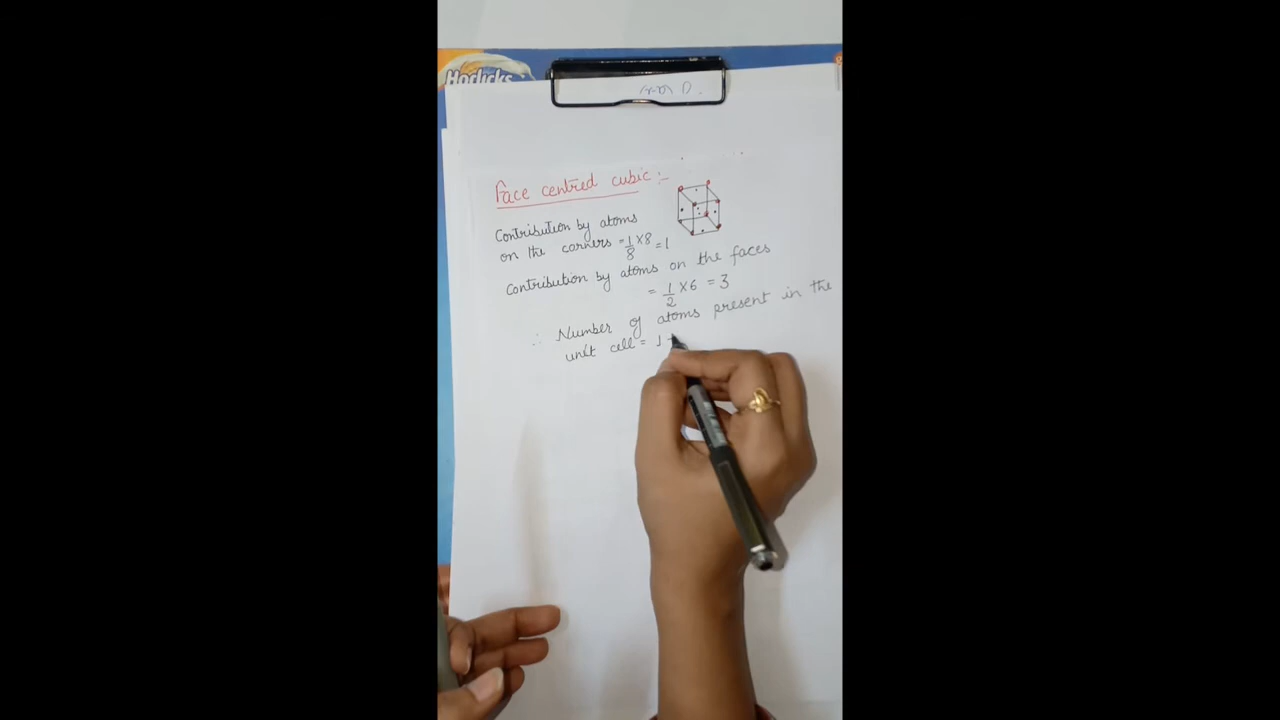 Horlicks
Face centred cubic :-
Contribution by atoms
on the corners = 1/8 × 8 = 1
Contribution by atoms on the faces
= 1/2 × 6 = 3
∴ Number of atoms present in the
unit cell = 1 +